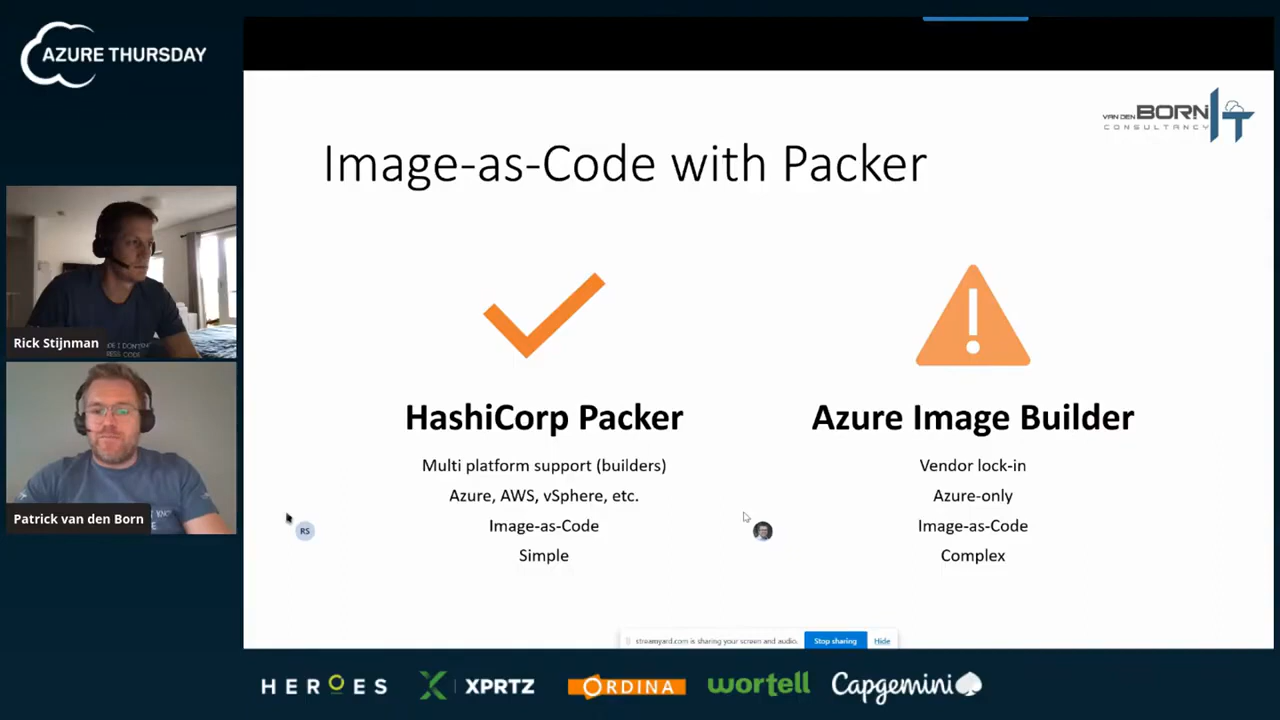 AZURE THURSDAY
VAN DEN BORN IT
CONSULTANCY
Image-as-Code with Packer
HashiCorp Packer
Multi platform support (builders)
Azure, AWS, vSphere, etc.
Image-as-Code
Simple
Azure Image Builder
Vendor lock-in
Azure-only
Image-as-Code
Complex
Rick Stijnman
Patrick van den Born
RS
streamyard.com is sharing your screen and audio.
Stop sharing
Hide
HEROES
XPRTZ
ORDINA
wortell
Capgemini